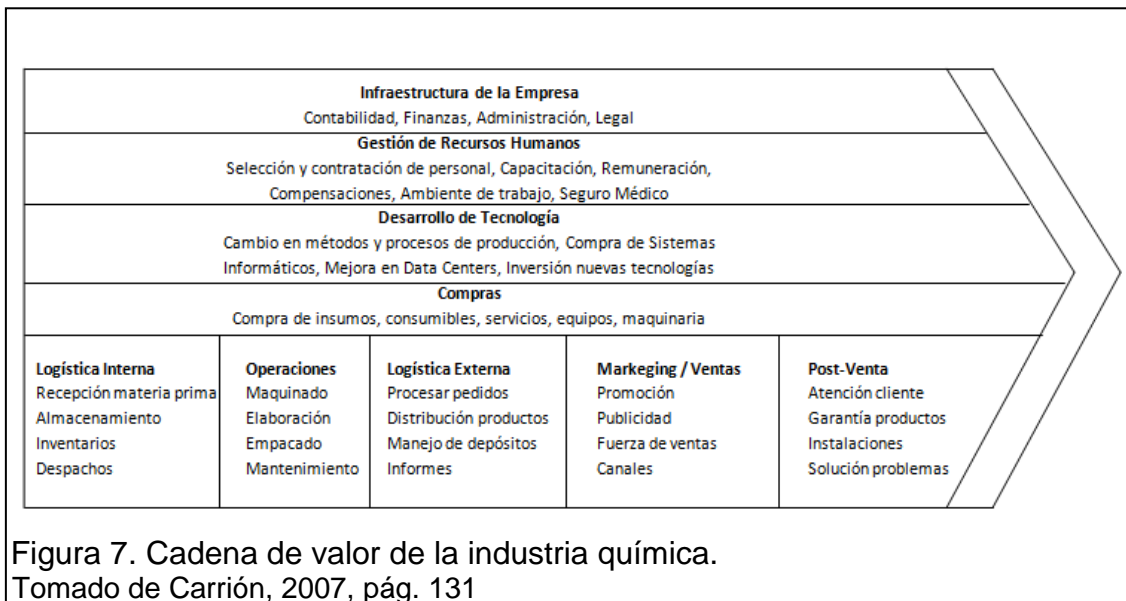 Infraestructura de la Empresa
Contabilidad, Finanzas, Administración, Legal
Gestión de Recursos Humanos
Selección y contratación de personal, Capacitación, Remuneración,
Compensaciones, Ambiente de trabajo, Seguro Médico
Desarrollo de Tecnología
Cambio en métodos y procesos de producción, Compra de Sistemas
Informáticos, Mejora en Data Centers, Inversión nuevas tecnologías
Compras
Compra de insumos, consumibles, servicios, equipos, maquinaria
Logística Interna
Recepción materia prima
Almacenamiento
Inventarios
Despachos
Operaciones
Maquinado
Elaboración
Empacado
Mantenimiento
Logística Externa
Procesar pedidos
Distribución productos
Manejo de depósitos
Informes
Markeging / Ventas
Promoción
Publicidad
Fuerza de ventas
Canales
Post-Venta
Atención cliente
Garantía productos
Instalaciones
Solución problemas
Figura 7. Cadena de valor de la industria química.
Tomado de Carrión, 2007, pág. 131